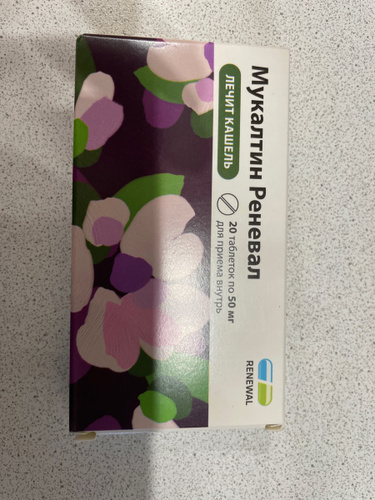 Мукалтин Реневал
ЛЕЧИТ КАШЕЛЬ
20 таблеток по 50 мг
для приема внутрь
RENEWAL